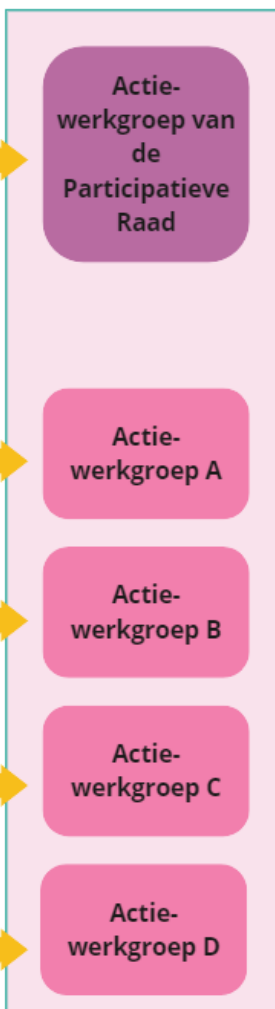 Actie-
werkgroep van
de
Participatieve
Raad
Actie-
werkgroep A
Actie-
werkgroep B
Actie-
werkgroep C
Actie-
werkgroep D